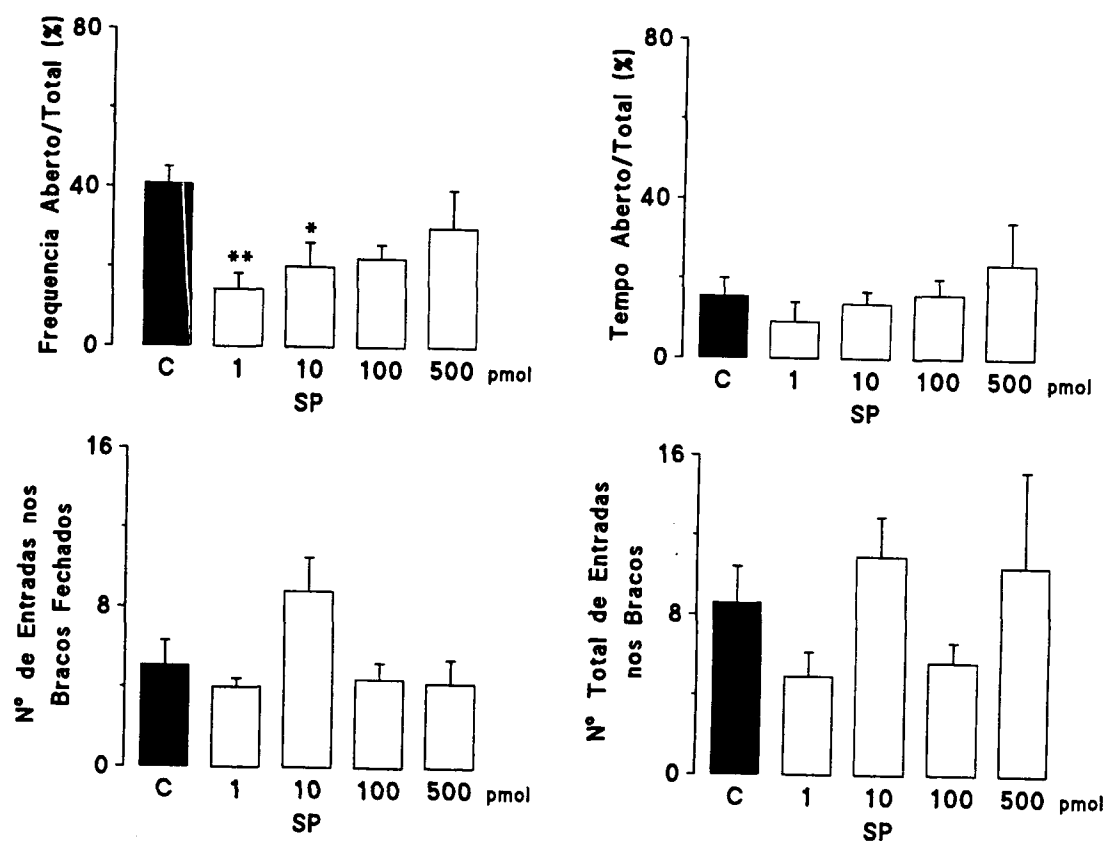 Frequencia Aberto/Total (%)
80
40
0
**
*
C 1 10 100 500 pmol
SP
Tempo Aberto/Total (%)
80
40
0
C 1 10 100 500 pmol
SP
Nº de Entradas nos
Bracos Fechados
16
8
0
C 1 10 100 500 pmol
SP
Nº Total de Entradas
nos Bracos
16
8
0
C 1 10 100 500 pmol
SP